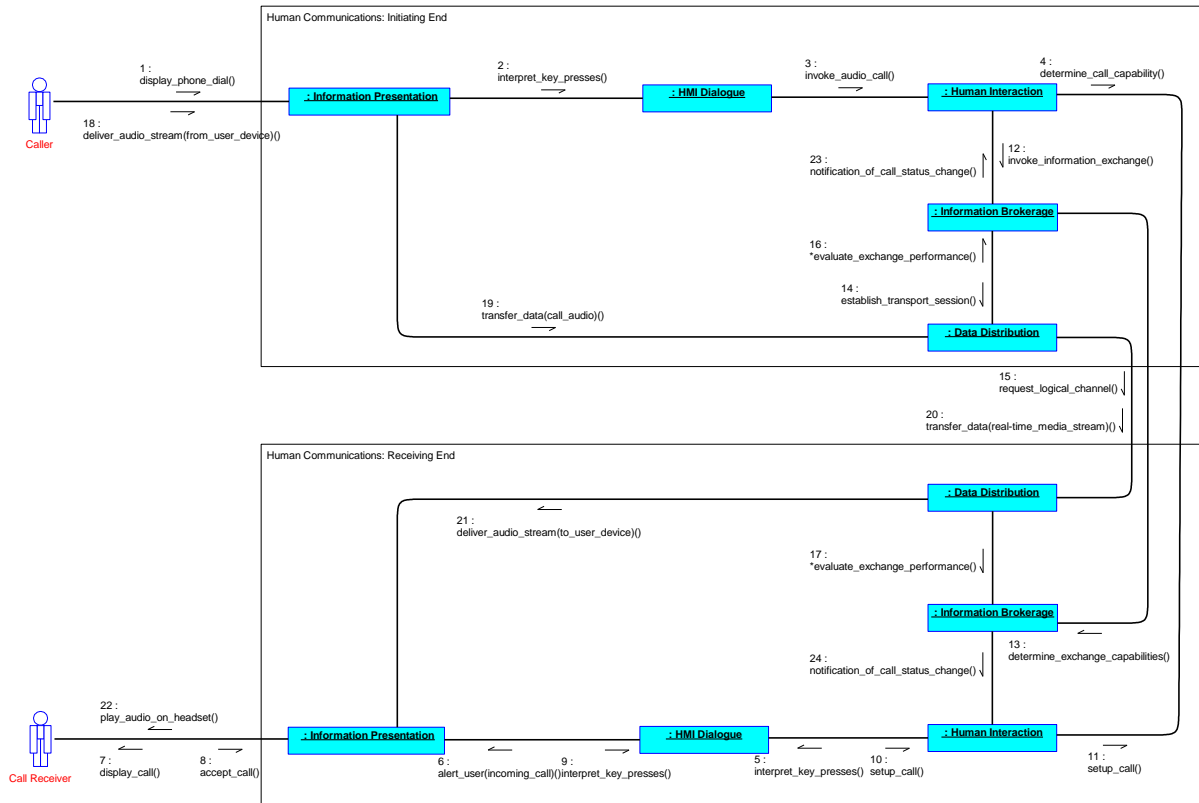 Human Communications: Initiating End
1 :
display_phone_dial()
2 :
interpret_key_presses()
3 :
invoke_audio_call()
4 :
determine_call_capability()
: Information Presentation
: HMI Dialogue
: Human Interaction
18 :
deliver_audio_stream(from_user_device)()
Caller
23 :
notification_of_call_status_change()
12 :
invoke_information_exchange()
: Information Brokerage
16 :
*evaluate_exchange_performance()
14 :
establish_transport_session()
19 :
transfer_data(call_audio)()
: Data Distribution
15 :
request_logical_channel()
20 :
transfer_data(real-time_media_stream)()
Human Communications: Receiving End
: Data Distribution
21 :
deliver_audio_stream(to_user_device)()
17 :
*evaluate_exchange_performance()
: Information Brokerage
24 :
notification_of_call_status_change()
13 :
determine_exchange_capabilities()
22 :
play_audio_on_headset()
: Information Presentation
: HMI Dialogue
: Human Interaction
Call Receiver
7 :
display_call()
8 :
accept_call()
6 :
alert_user(incoming_call)()
9 :
interpret_key_presses()
5 :
interpret_key_presses()
10 :
setup_call()
11 :
setup_call()